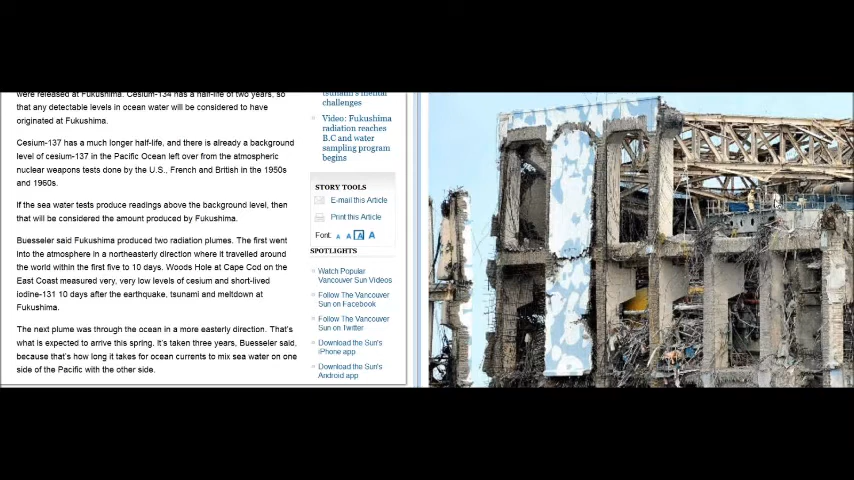 were released at Fukushima. Cesium-134 has a half-life of two years, so
that any detectable levels in ocean water will be considered to have
originated at Fukushima.
Cesium-137 has a much longer half-life, and there is already a background
level of cesium-137 in the Pacific Ocean left over from the atmospheric
nuclear weapons tests done by the U.S., French and British in the 1950s
and 1960s.
If the sea water tests produce readings above the background level, then
that will be considered the amount produced by Fukushima.
Buesseler said Fukushima produced two radiation plumes. The first went
into the atmosphere in a northeasterly direction where it travelled around
the world within the first five to 10 days. Woods Hole at Cape Cod on the
East Coast measured very, very low levels of cesium and short-lived
iodine-131 10 days after the earthquake, tsunami and meltdown at
Fukushima.
The next plume was through the ocean in a more easterly direction. That's
what is expected to arrive this spring. It's taken three years, Buesseler said,
because that's how long it takes for ocean currents to mix sea water on one
side of the Pacific with the other side.
tsunami's mental
challenges
Video: Fukushima
radiation reaches
B.C and water
sampling program
begins
STORY TOOLS
E-mail this Article
Print this Article
Font: A A A A
SPOTLIGHTS
Watch Popular
Vancouver Sun Videos
Follow The Vancouver
Sun on Facebook
Follow The Vancouver
Sun on Twitter
Download the Sun's
iPhone app
Download the Sun's
Android app